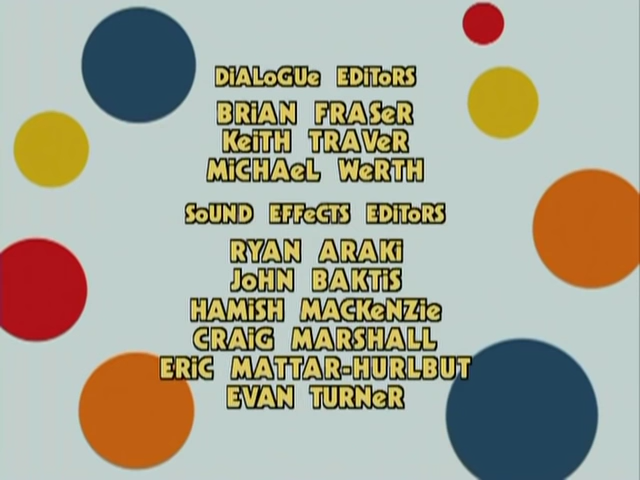 DiALoGUe EDiToRS
BRiAN FRASeR
KeiTH TRAVeR
MiCHAeL WeRTH
SoUND EFFeCTS EDiToRS
RYAN ARAKi
JoHN BAKTiS
HAMiSH MACKeNZie
CRAiG MARSHALL
ERiC MATTAR-HURLBUT
EVAN TURNeR